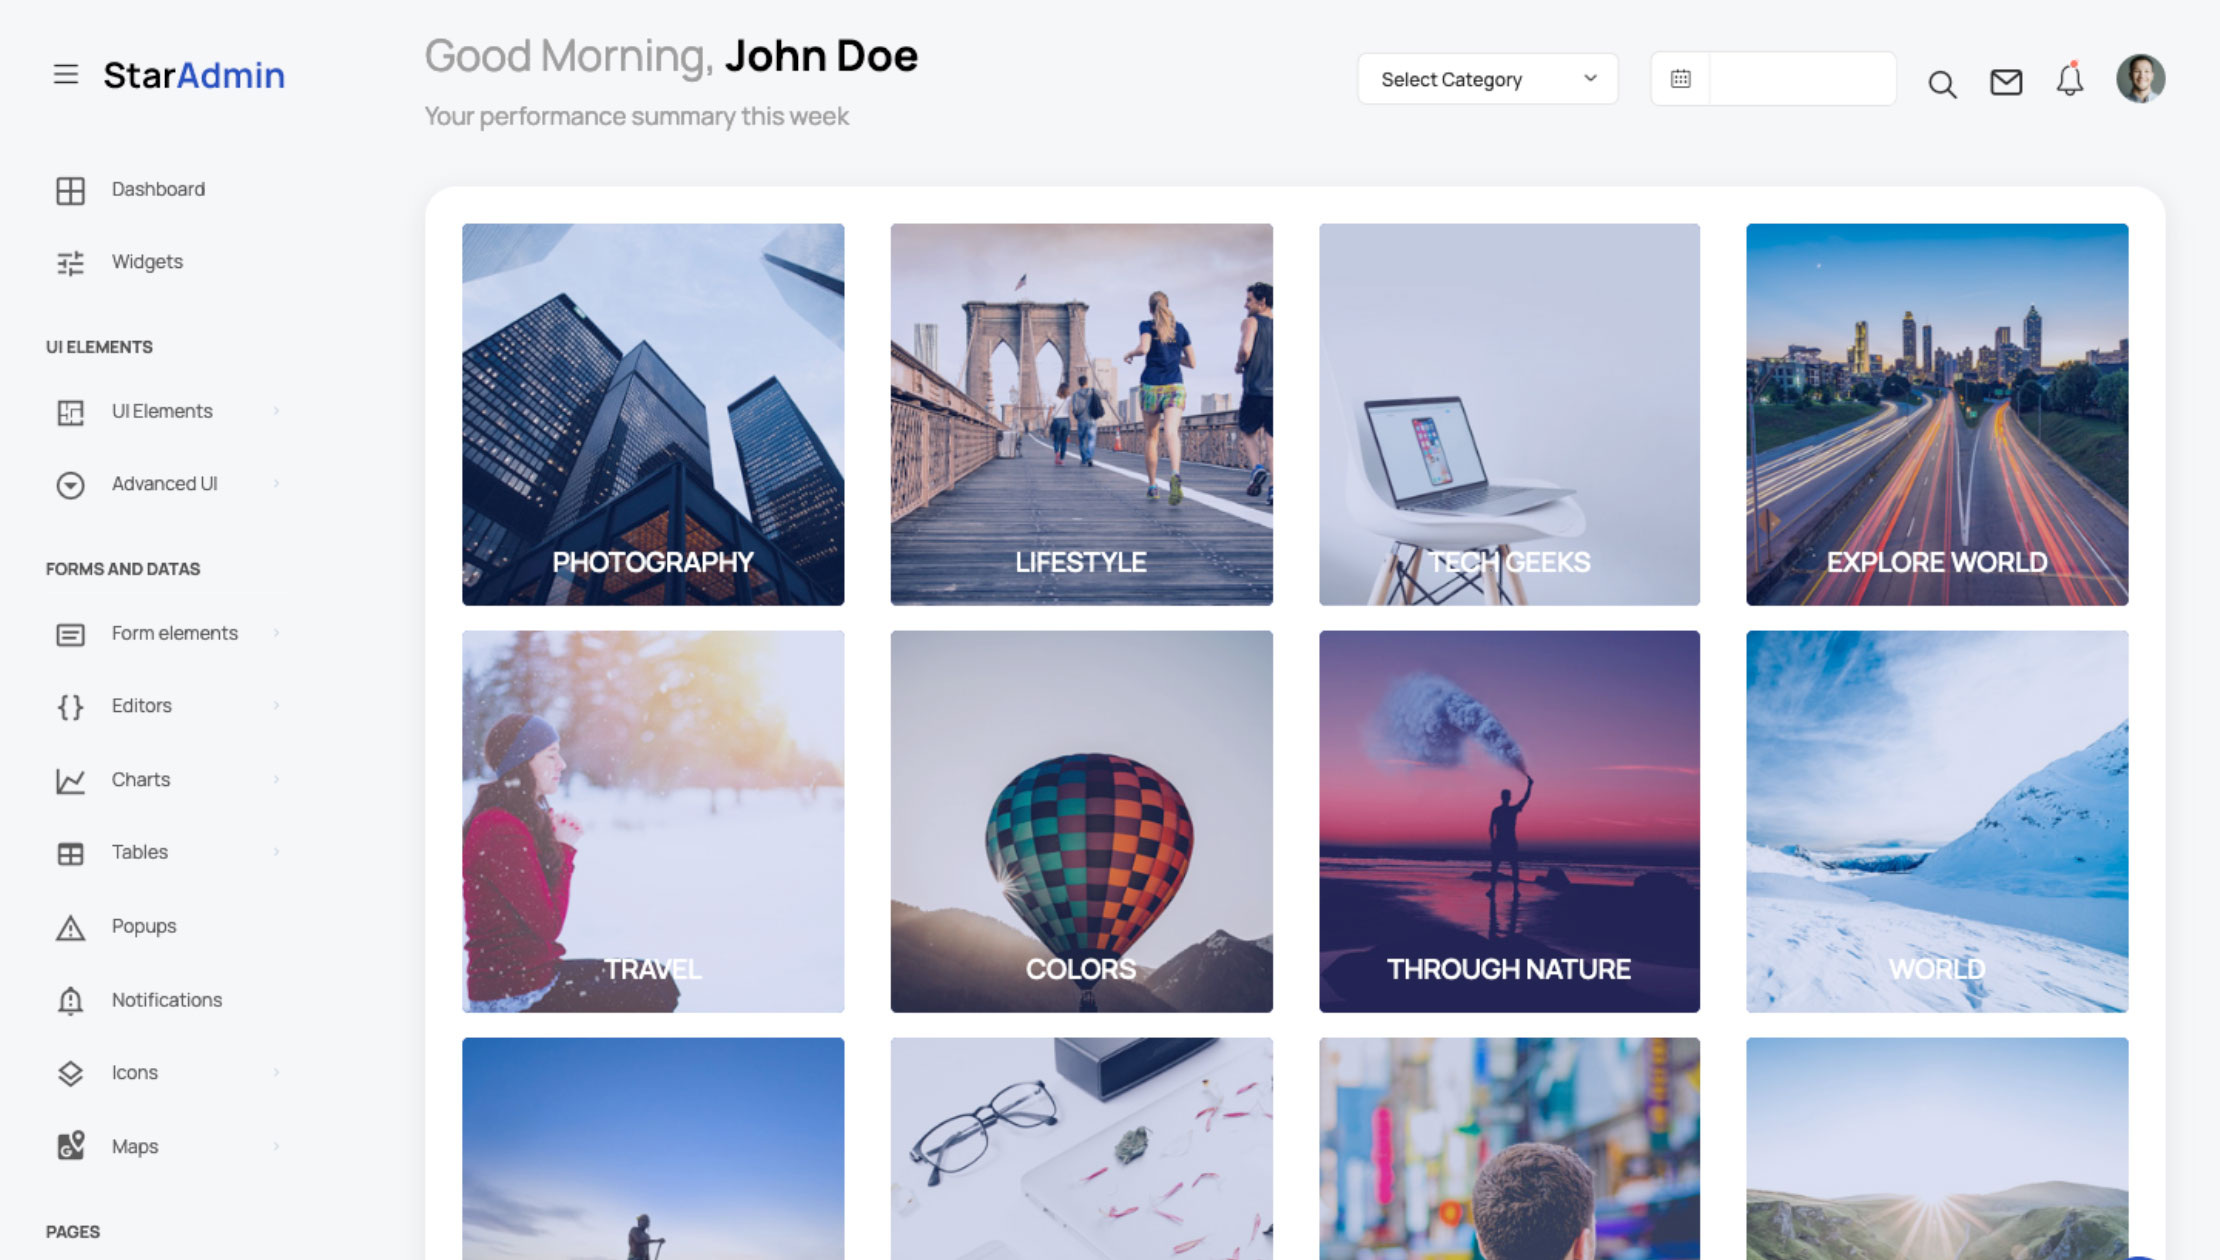 StarAdmin
Good Morning, John Doe
Your performance summary this week
Select Category
Dashboard
Widgets
UI ELEMENTS
UI Elements
Advanced UI
FORMS AND DATAS
Form elements
Editors
Charts
Tables
Popups
Notifications
Icons
Maps
PAGES
PHOTOGRAPHY
LIFESTYLE
TECH GEEKS
EXPLORE WORLD
TRAVEL
COLORS
THROUGH NATURE
WORLD